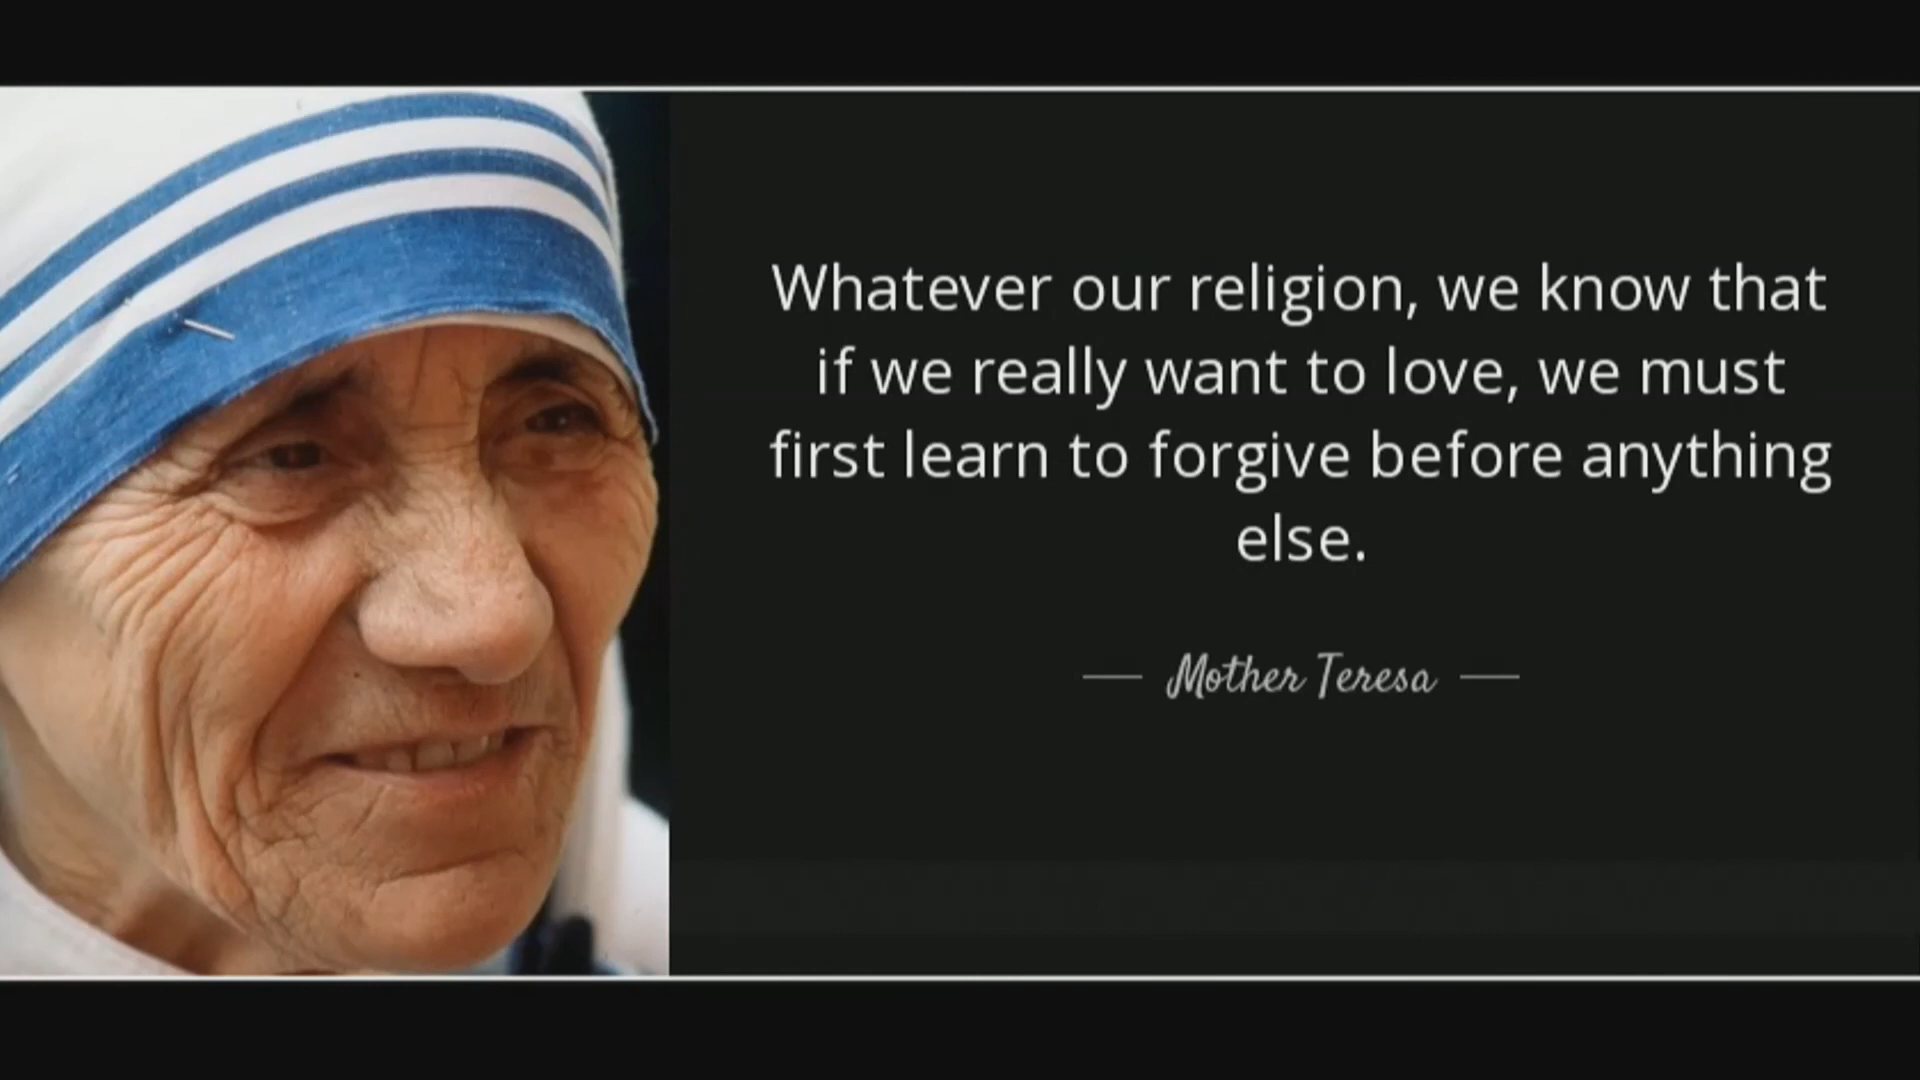 Whatever our religion, we know that
if we really want to love, we must
first learn to forgive before anything
else.
Mother Teresa